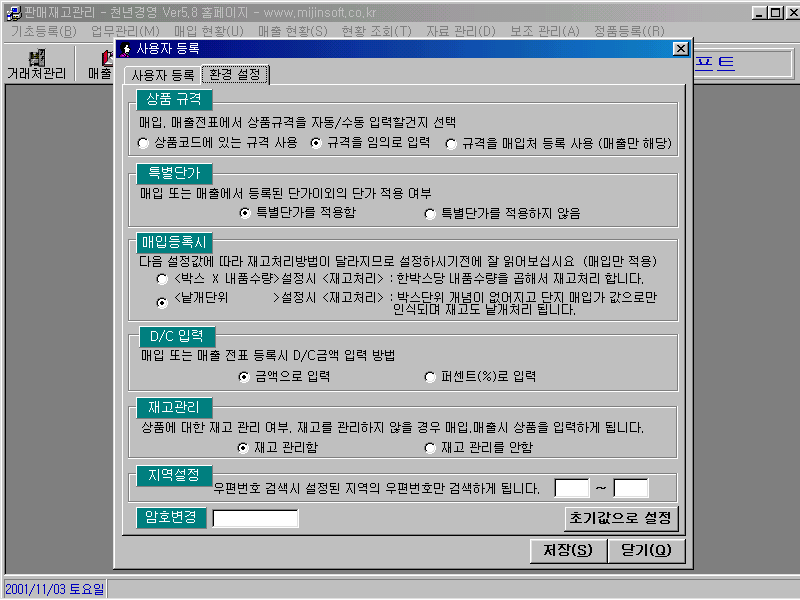 판매재고관리 - 천년경영 Ver5,8 홈페이지 - www.mijinsoft.co,kr
기초등록(B) 업무관리(M) 매입 현황(U) 매출 현황(S) 현황 조회(T) 자료 관리(D) 보조 관리(A) 정품등록((R)
거래처관리 매출 프트
사용자 등록
사용자 등록 환경 설정
상품 규격
매입, 매출전표에서 상품규격을 자동/수동 입력할건지 선택
상품코드에 있는 규격 사용 규격을 임의로 입력 규격을 매입처 등록 사용 (매출만 해당)
특별단가
매입 또는 매출에서 등록된 단가이외의 단가 적용 여부
특별단가를 적용함 특별단가를 적용하지 않음
매입등록시
다음 설정값에 따라 재고처리방법이 달라지므로 설정하시기전에 잘 읽어보십시요 (매입만 적용)
<박스 X 내품수량>설정시 <재고처리> : 한박스당 내품수량을 곱해서 재고처리 합니다.
<낱개단위 >설정시 <재고처리> : 박스단위 개념이 없어지고 단지 매입가 값으로만
인식되며 재고도 낱개처리 됩니다.
D/C 입력
매입 또는 매출 전표 등록시 D/C금액 입력 방법
금액으로 입력 퍼센트(%)로 입력
재고관리
상품에 대한 재고 관리 여부, 재고를 관리하지 않을 경우 매입,매출시 상품을 입력하게 됩니다.
재고 관리함 재고 관리를 안함
지역설정
우편번호 검색시 설정된 지역의 우편번호만 검색하게 됩니다. ~
암호변경 초기값으로 설정
저장(S) 닫기(Q)
2001/11/03 토요일